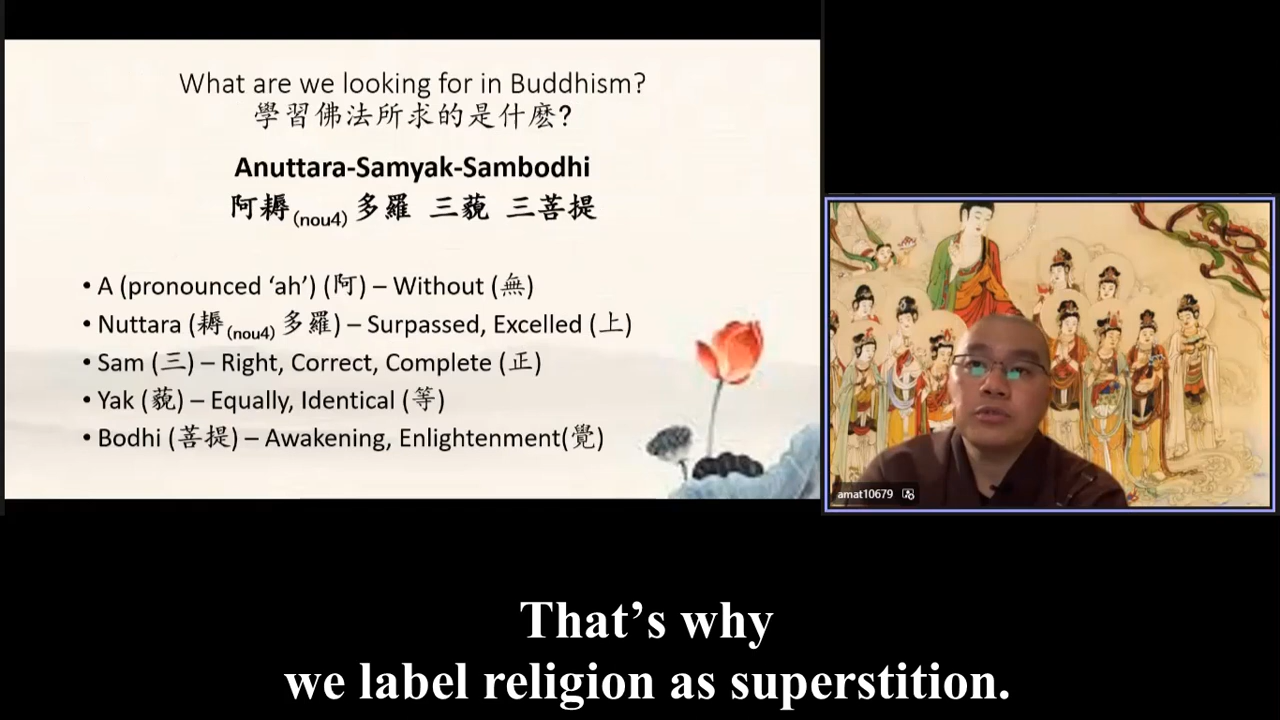 What are we looking for in Buddhism?
學習佛法所求的是什麼?
Anuttara-Samyak-Sambodhi
阿耨(nou4)多羅 三藐 三菩提
• A (pronounced ‘ah’) (阿) – Without (無)
• Nuttara (耨(nou4)多羅) – Surpassed, Excelled (上)
• Sam (三) – Right, Correct, Complete (正)
• Yak (藐) – Equally, Identical (等)
• Bodhi (菩提) – Awakening, Enlightenment(覺)
amat10679
That’s why
we label religion as superstition.